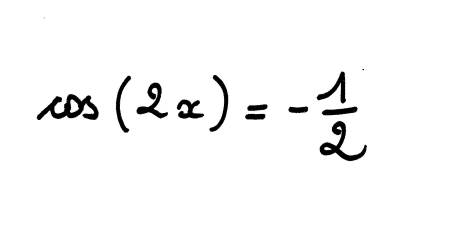 cos(2x) = -1/2